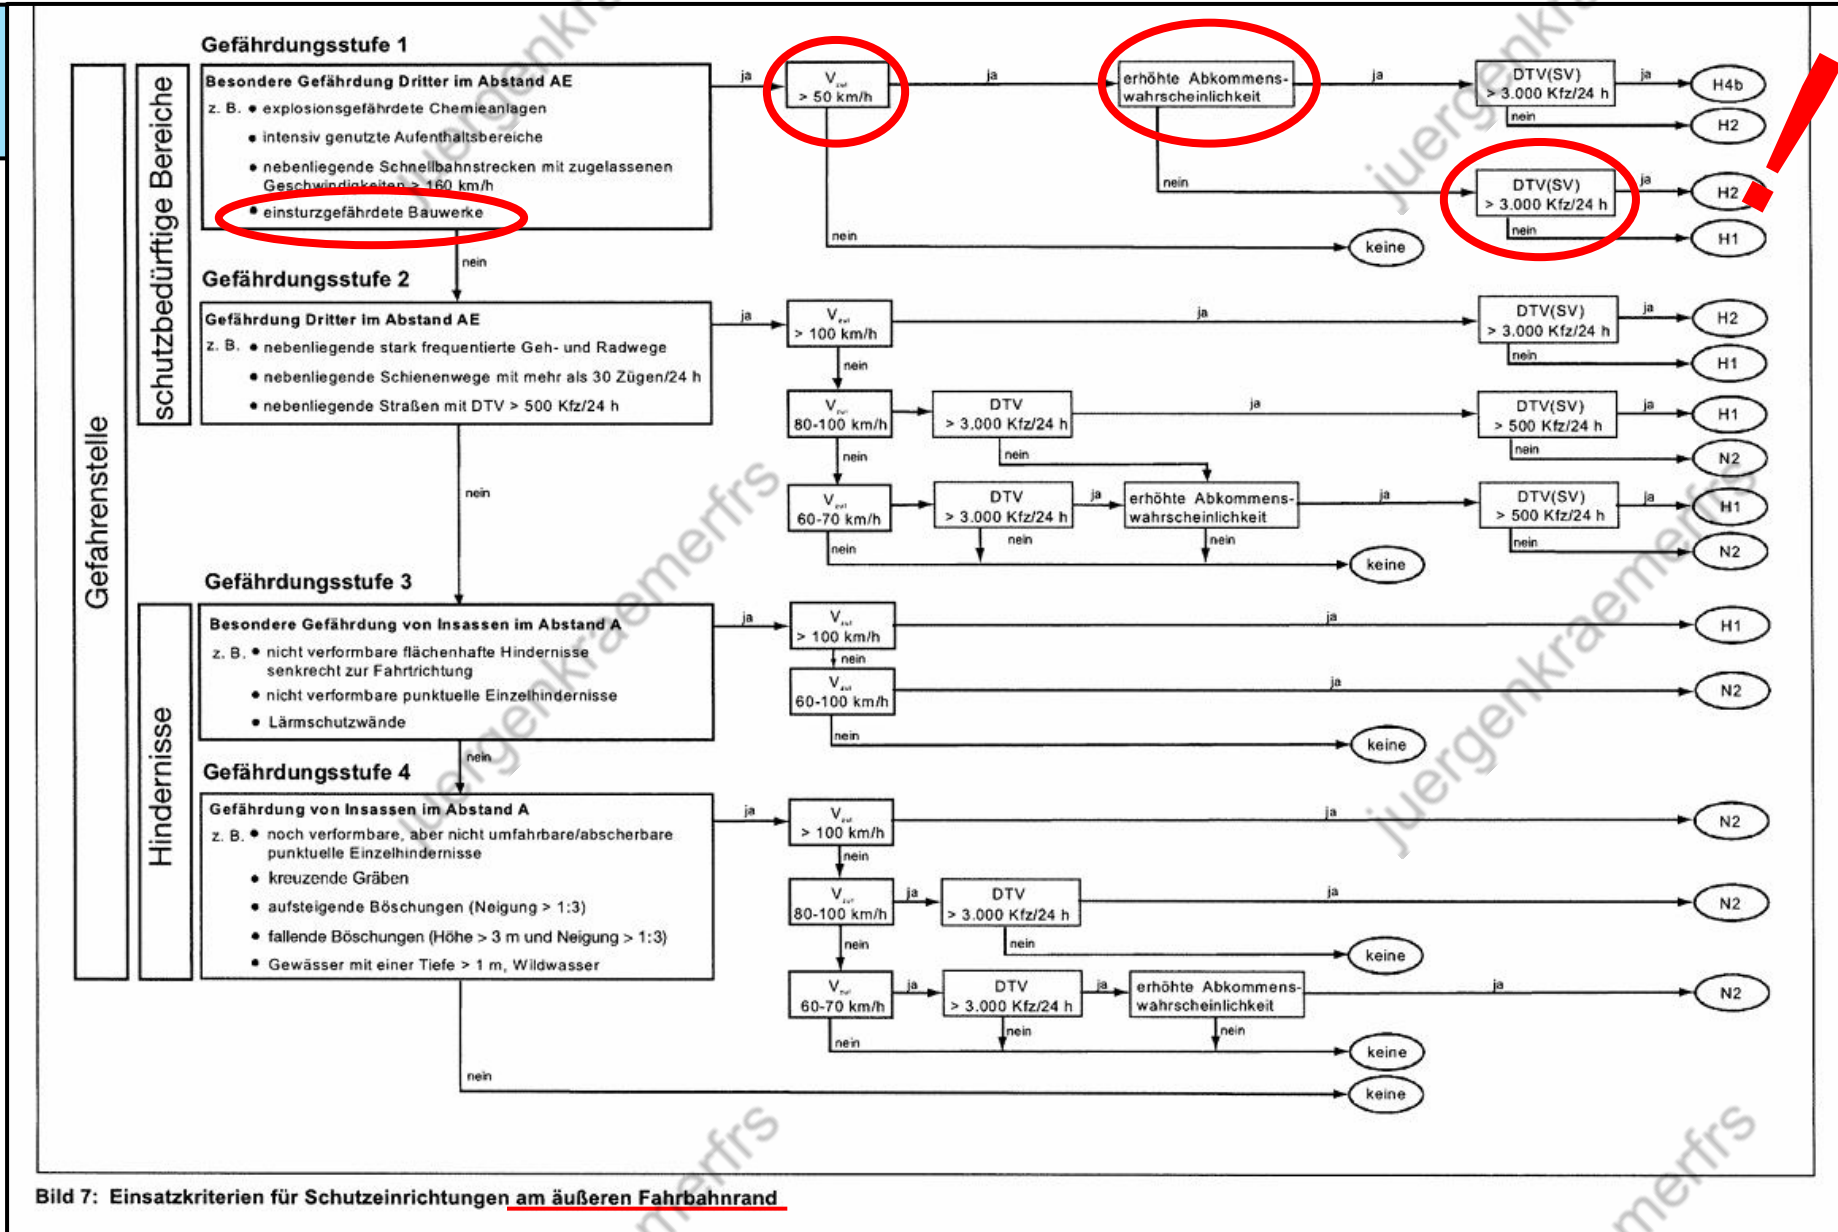 Gefährdungsstufe 1
Besondere Gefährdung Dritter im Abstand AE
z. B. • explosionsgefährdete Chemieanlagen
• intensiv genutzte Aufenthaltsbereiche
• nebenliegende Schnellbahnstrecken mit zugelassenen
Geschwindigkeiten > 160 km/h
• einsturzgefährdete Bauwerke
ja
V zul
> 50 km/h
ja
erhöhte Abkommens-
wahrscheinlichkeit
ja
DTV(SV)
> 3.000 Kfz/24 h
ja
H4b
nein
H2
nein
DTV(SV)
> 3.000 Kfz/24 h
ja
H2
nein
H1
nein
keine
!
nein
Gefährdungsstufe 2
Gefährdung Dritter im Abstand AE
z. B. • nebenliegende stark frequentierte Geh- und Radwege
• nebenliegende Schienenwege mit mehr als 30 Zügen/24 h
• nebenliegende Straßen mit DTV > 500 Kfz/24 h
ja
V zul
> 100 km/h
ja
DTV(SV)
> 3.000 Kfz/24 h
ja
H2
nein
H1
nein
V zul
80-100 km/h
DTV
> 3.000 Kfz/24 h
ja
DTV(SV)
> 500 Kfz/24 h
ja
H1
nein
N2
nein
nein
V zul
60-70 km/h
DTV
> 3.000 Kfz/24 h
ja
erhöhte Abkommens-
wahrscheinlichkeit
ja
DTV(SV)
> 500 Kfz/24 h
ja
H1
nein
N2
nein
nein
nein
keine
nein
Gefährdungsstufe 3
Besondere Gefährdung von Insassen im Abstand A
z. B. • nicht verformbare flächenhafte Hindernisse
senkrecht zur Fahrtrichtung
• nicht verformbare punktuelle Einzelhindernisse
• Lärmschutzwände
ja
V zul
> 100 km/h
ja
H1
nein
V zul
60-100 km/h
ja
N2
nein
keine
nein
Gefährdungsstufe 4
Gefährdung von Insassen im Abstand A
z. B. • noch verformbare, aber nicht umfahrbare/abscherbare
punktuelle Einzelhindernisse
• kreuzende Gräben
• aufsteigende Böschungen (Neigung > 1:3)
• fallende Böschungen (Höhe > 3 m und Neigung > 1:3)
• Gewässer mit einer Tiefe > 1 m, Wildwasser
ja
V zul
> 100 km/h
ja
N2
nein
V zul
80-100 km/h
ja
DTV
> 3.000 Kfz/24 h
ja
N2
nein
keine
nein
V zul
60-70 km/h
ja
DTV
> 3.000 Kfz/24 h
ja
erhöhte Abkommens-
wahrscheinlichkeit
ja
N2
nein
nein
nein
keine
nein
keine
Gefahrenstelle
schutzbedürftige Bereiche
Hindernisse
Bild 7: Einsatzkriterien für Schutzeinrichtungen am äußeren Fahrbahnrand
juergenkraemerfrs
juergenkraemerfrs